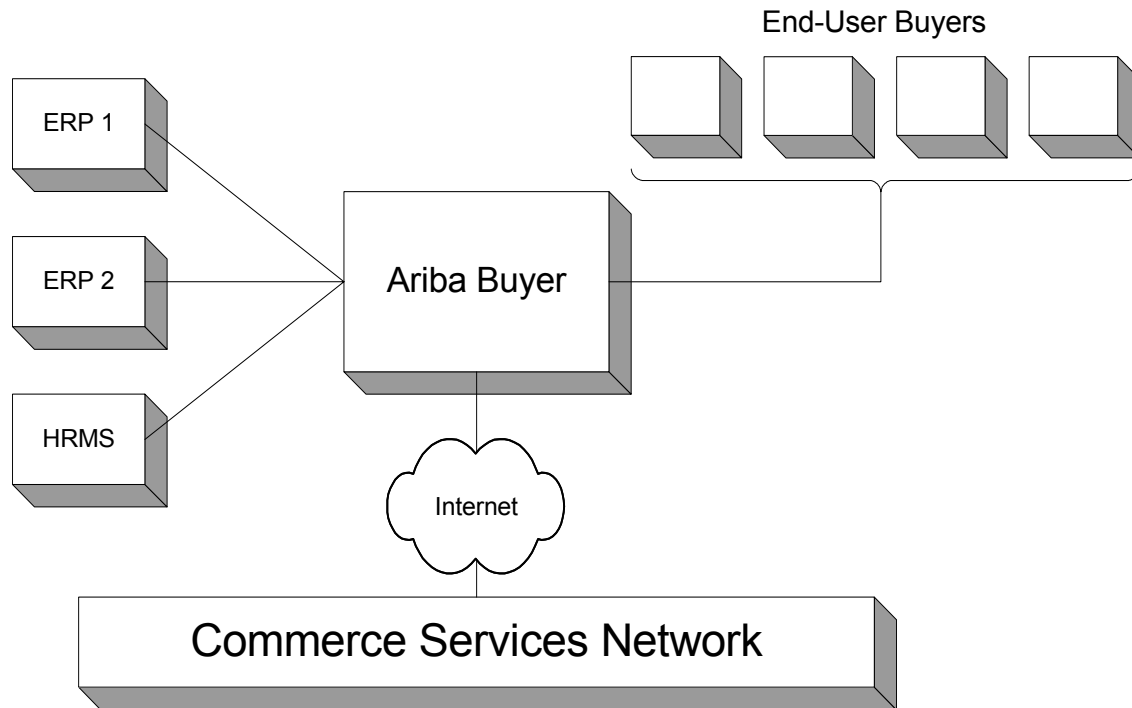 End-User Buyers
ERP 1
ERP 2
HRMS
Ariba Buyer
Internet
Commerce Services Network